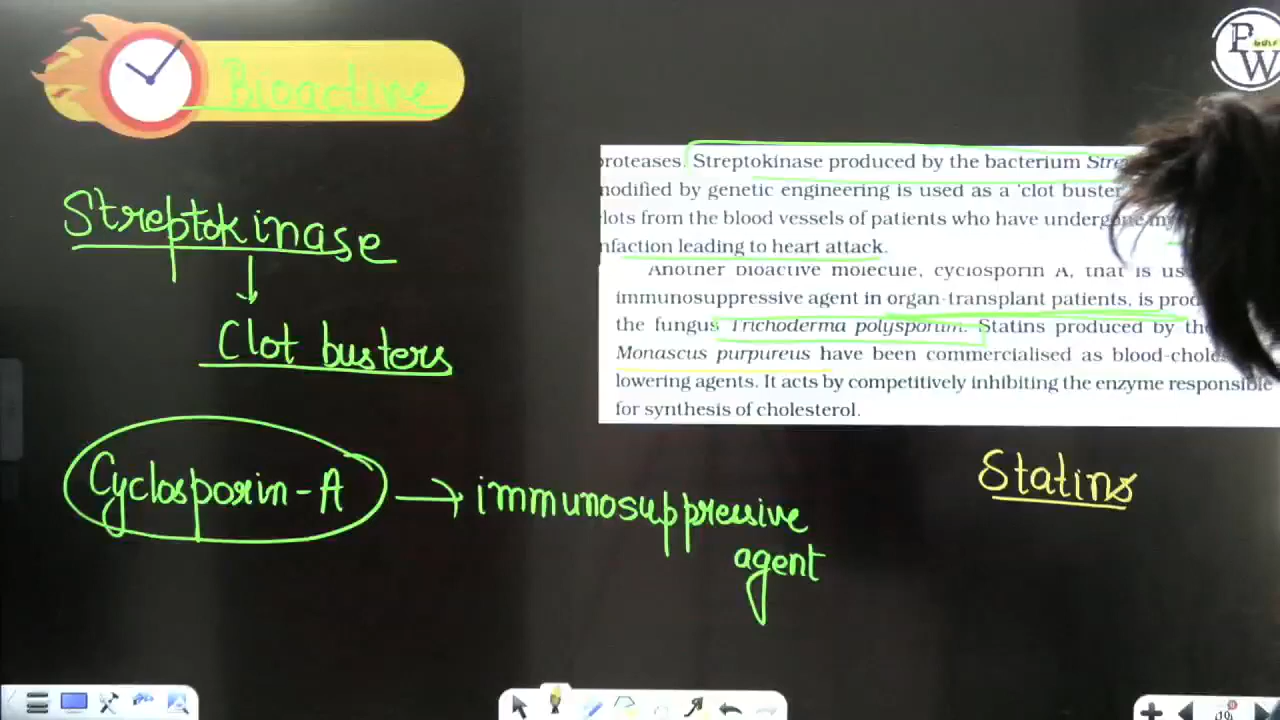 Bioactive
PW
Streptokinase
Clot busters
Cyclosporin-A → immunosuppressive
agent
proteases. Streptokinase produced by the bacterium
modified by genetic engineering is used as a 'clot buster
clots from the blood vessels of patients who have undergone
infaction leading to heart attack.
Another bioactive molecule, cyclosporin A, that is
immunosuppressive agent in organ-transplant patients, is
the fungus Trichoderma polysporum. Statins produced by the
Monascus purpureus have been commercialised as
lowering agents. It acts by competitively inhibiting the enzyme responsible
for synthesis of cholesterol.
Statins